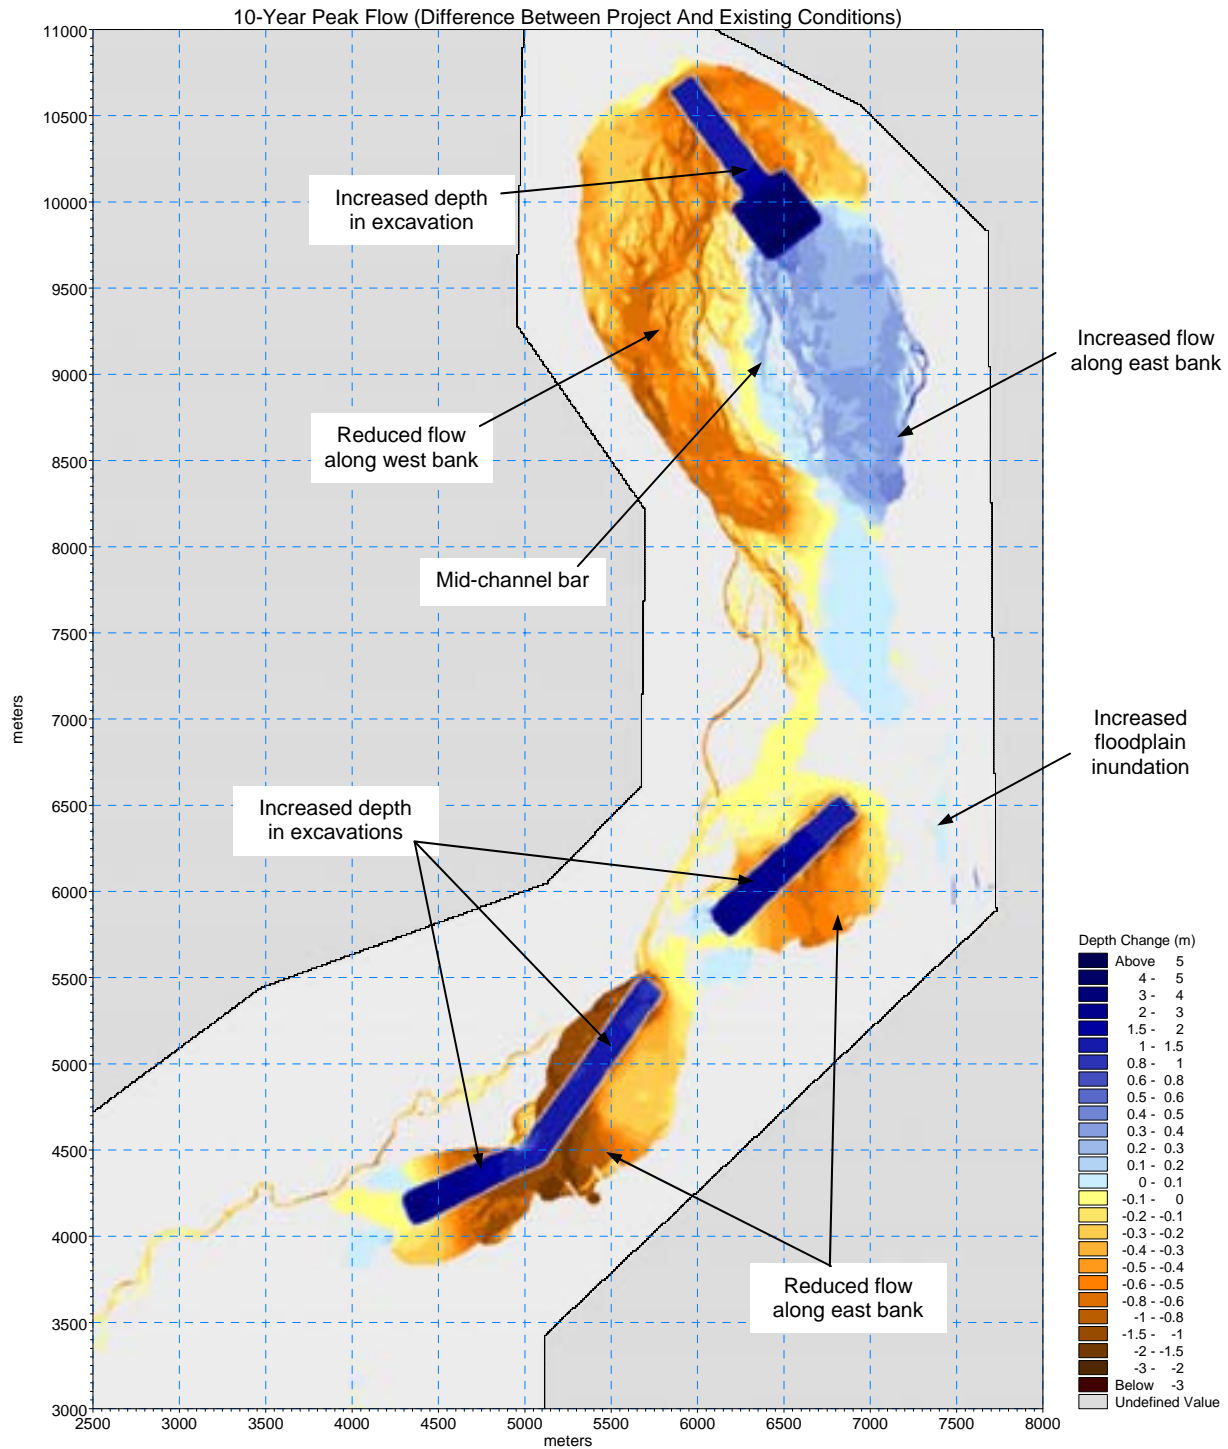 10-Year Peak Flow (Difference Between Project And Existing Conditions)
11000
10500
10000
9500
9000
8500
8000
7500
7000
6500
6000
5500
5000
4500
4000
3500
3000
meters
2500 3000 3500 4000 4500 5000 5500 6000 6500 7000 7500 8000
meters
Increased depth
in excavation
Increased flow
along east bank
Reduced flow
along west bank
Mid-channel bar
Increased
floodplain
inundation
Increased depth
in excavations
Reduced flow
along east bank
Depth Change (m)
Above 5
4 - 5
3 - 4
2 - 3
1.5 - 2
1 - 1.5
0.8 - 1
0.6 - 0.8
0.5 - 0.6
0.4 - 0.5
0.3 - 0.4
0.2 - 0.3
0.1 - 0.2
0 - 0.1
-0.1 - 0
-0.2 - -0.1
-0.3 - -0.2
-0.4 - -0.3
-0.5 - -0.4
-0.6 - -0.5
-0.8 - -0.6
-1 - -0.8
-1.5 - -1
-2 - -1.5
-3 - -2
Below -3
Undefined Value